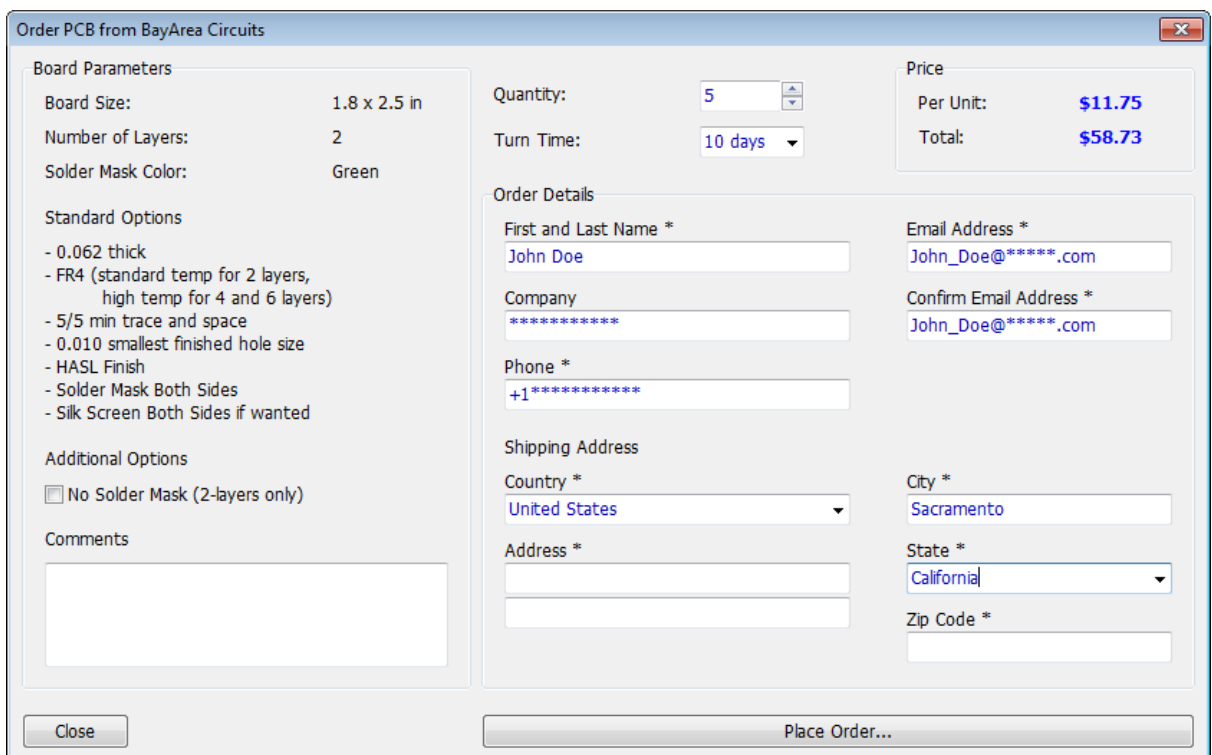 Order PCB from BayArea Circuits
Board Parameters
Board Size: 1.8 x 2.5 in
Number of Layers: 2
Solder Mask Color: Green
Standard Options
- 0.062 thick
- FR4 (standard temp for 2 layers,
high temp for 4 and 6 layers)
- 5/5 min trace and space
- 0.010 smallest finished hole size
- HASL Finish
- Solder Mask Both Sides
- Silk Screen Both Sides if wanted
Additional Options
No Solder Mask (2-layers only)
Comments
Quantity: 5
Turn Time: 10 days
Price
Per Unit: $11.75
Total: $58.73
Order Details
First and Last Name *
John Doe
Email Address *
John_Doe@*****.com
Company
***********
Confirm Email Address *
John_Doe@*****.com
Phone *
+1***********
Shipping Address
Country *
United States
City *
Sacramento
Address *
State *
California
Zip Code *
Close
Place Order...